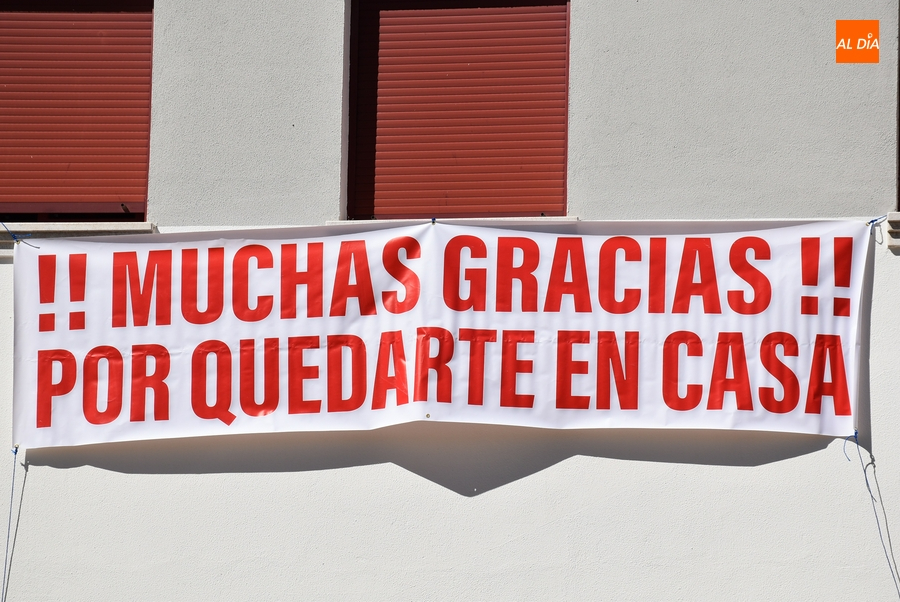 AL DÍA
!! MUCHAS GRACIAS !!
POR QUEDARTE EN CASA